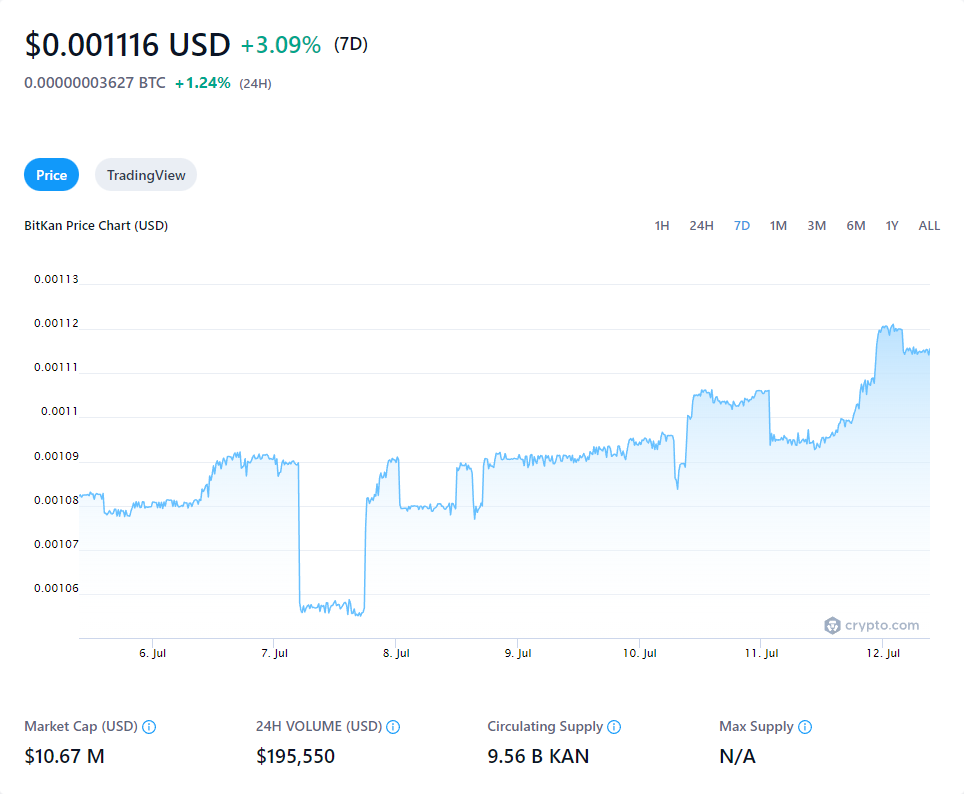 $0.001116 USD +3.09% (7D)
0.00000003627 BTC +1.24% (24H)
Price TradingView
BitKan Price Chart (USD) 1H 24H 7D 1M 3M 6M 1Y ALL
0.00113
0.00112
0.00111
0.0011
0.00109
0.00108
0.00107
0.00106
crypto.com
6. Jul 7. Jul 8. Jul 9. Jul 10. Jul 11. Jul 12. Jul
Market Cap (USD) 24H VOLUME (USD) Circulating Supply Max Supply
$10.67 M $195,550 9.56 B KAN N/A